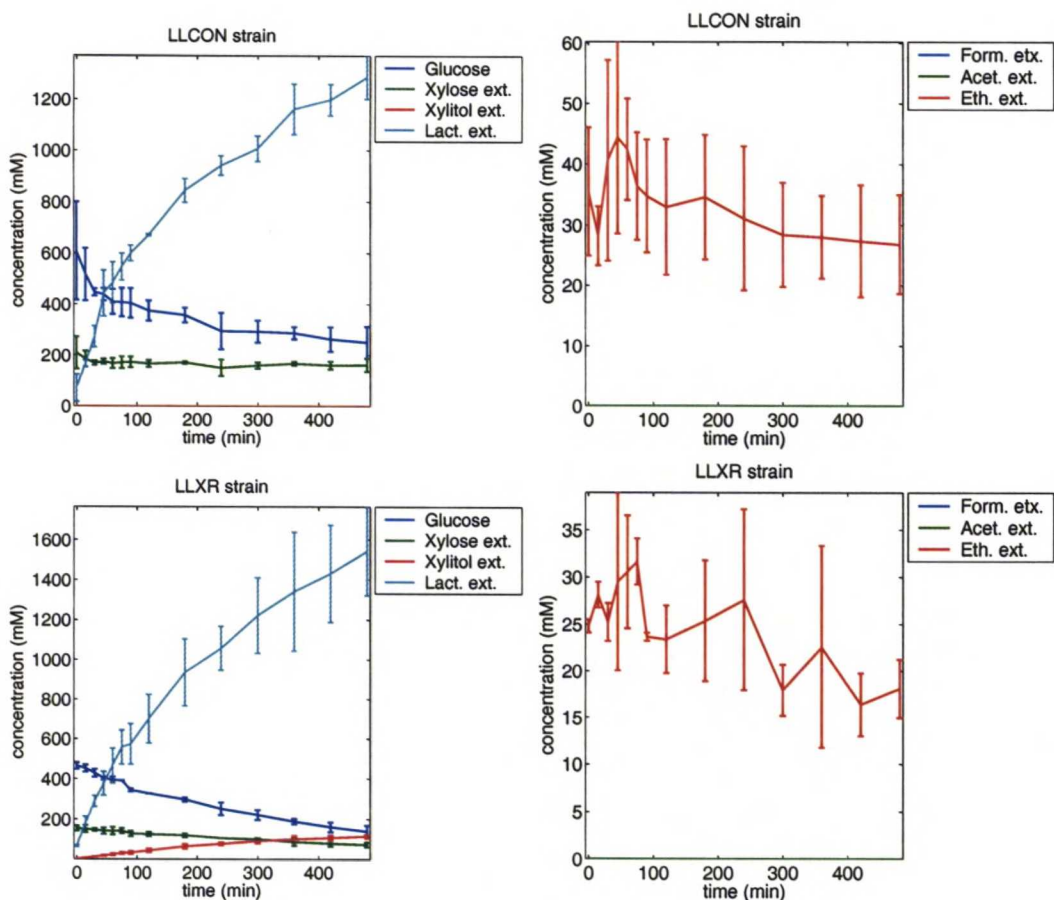 LLCON strain
concentration (mM)
1200
1000
800
600
400
200
0
0 100 200 300 400
time (min)
Glucose
Xylose ext.
Xylitol ext.
Lact. ext.
LLCON strain
concentration (mM)
60
50
40
30
20
10
0
0 100 200 300 400
time (min)
Form. etx.
Acet. ext.
Eth. ext.
LLXR strain
concentration (mM)
1600
1400
1200
1000
800
600
400
200
0 100 200 300 400
time (min)
Glucose
Xylose ext.
Xylitol ext.
Lact. ext.
LLXR strain
concentration (mM)
35
30
25
20
15
10
5
0
0 100 200 300 400
time (min)
Form. etx.
Acet. ext.
Eth. ext.